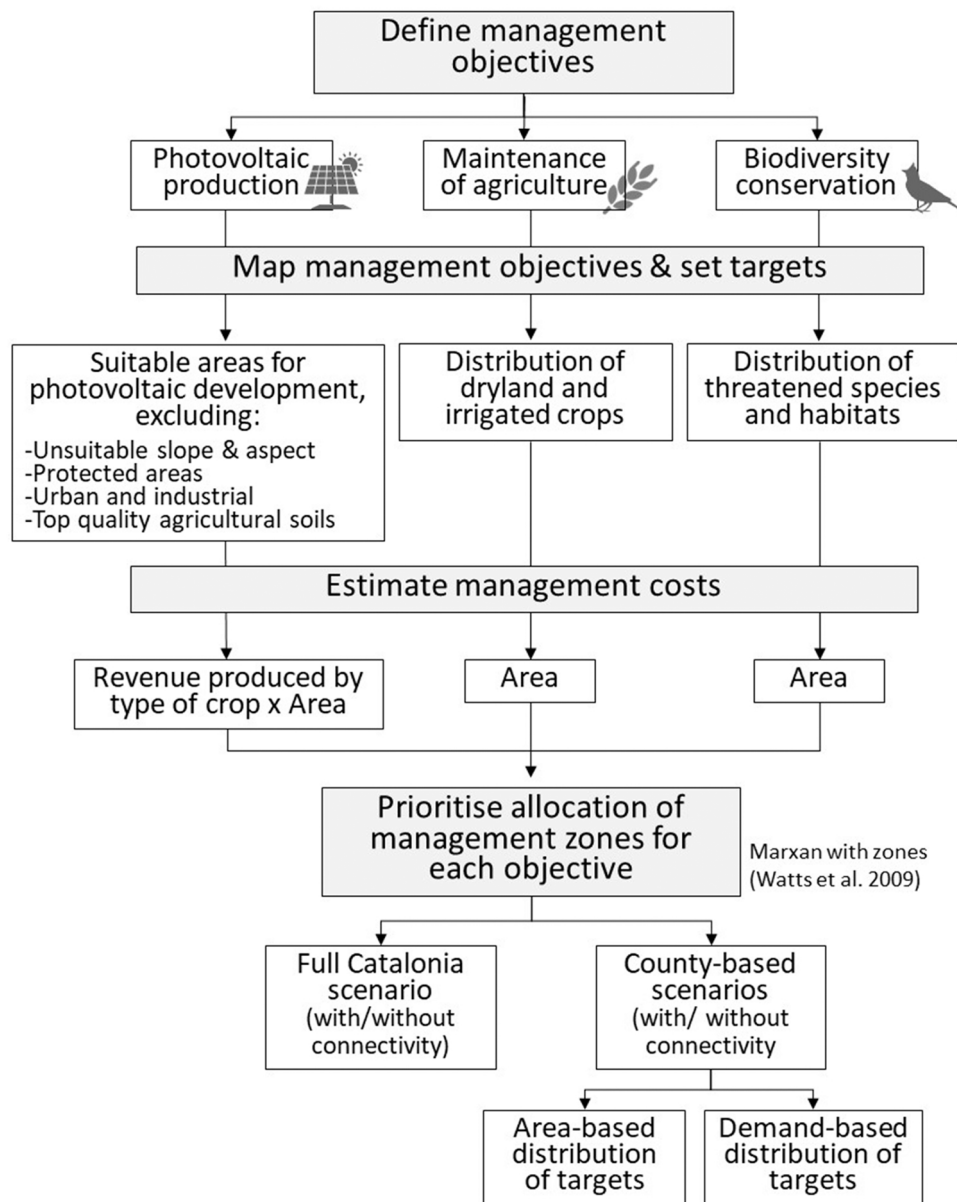 Define management
objectives
Photovoltaic
production
Maintenance
of agriculture
Biodiversity
conservation
Map management objectives & set targets
Suitable areas for
photovoltaic development,
excluding:
-Unsuitable slope & aspect
-Protected areas
-Urban and industrial
-Top quality agricultural soils
Distribution of
dryland and
irrigated crops
Distribution of
threatened species
and habitats
Estimate management costs
Revenue produced by
type of crop x Area
Area
Area
Prioritise allocation of
management zones for
each objective
Marxan with zones
(Watts et al. 2009)
Full Catalonia
scenario
(with/without
connectivity)
County-based
scenarios
(with/ without
connectivity
Area-based
distribution
of targets
Demand-based
distribution of
targets